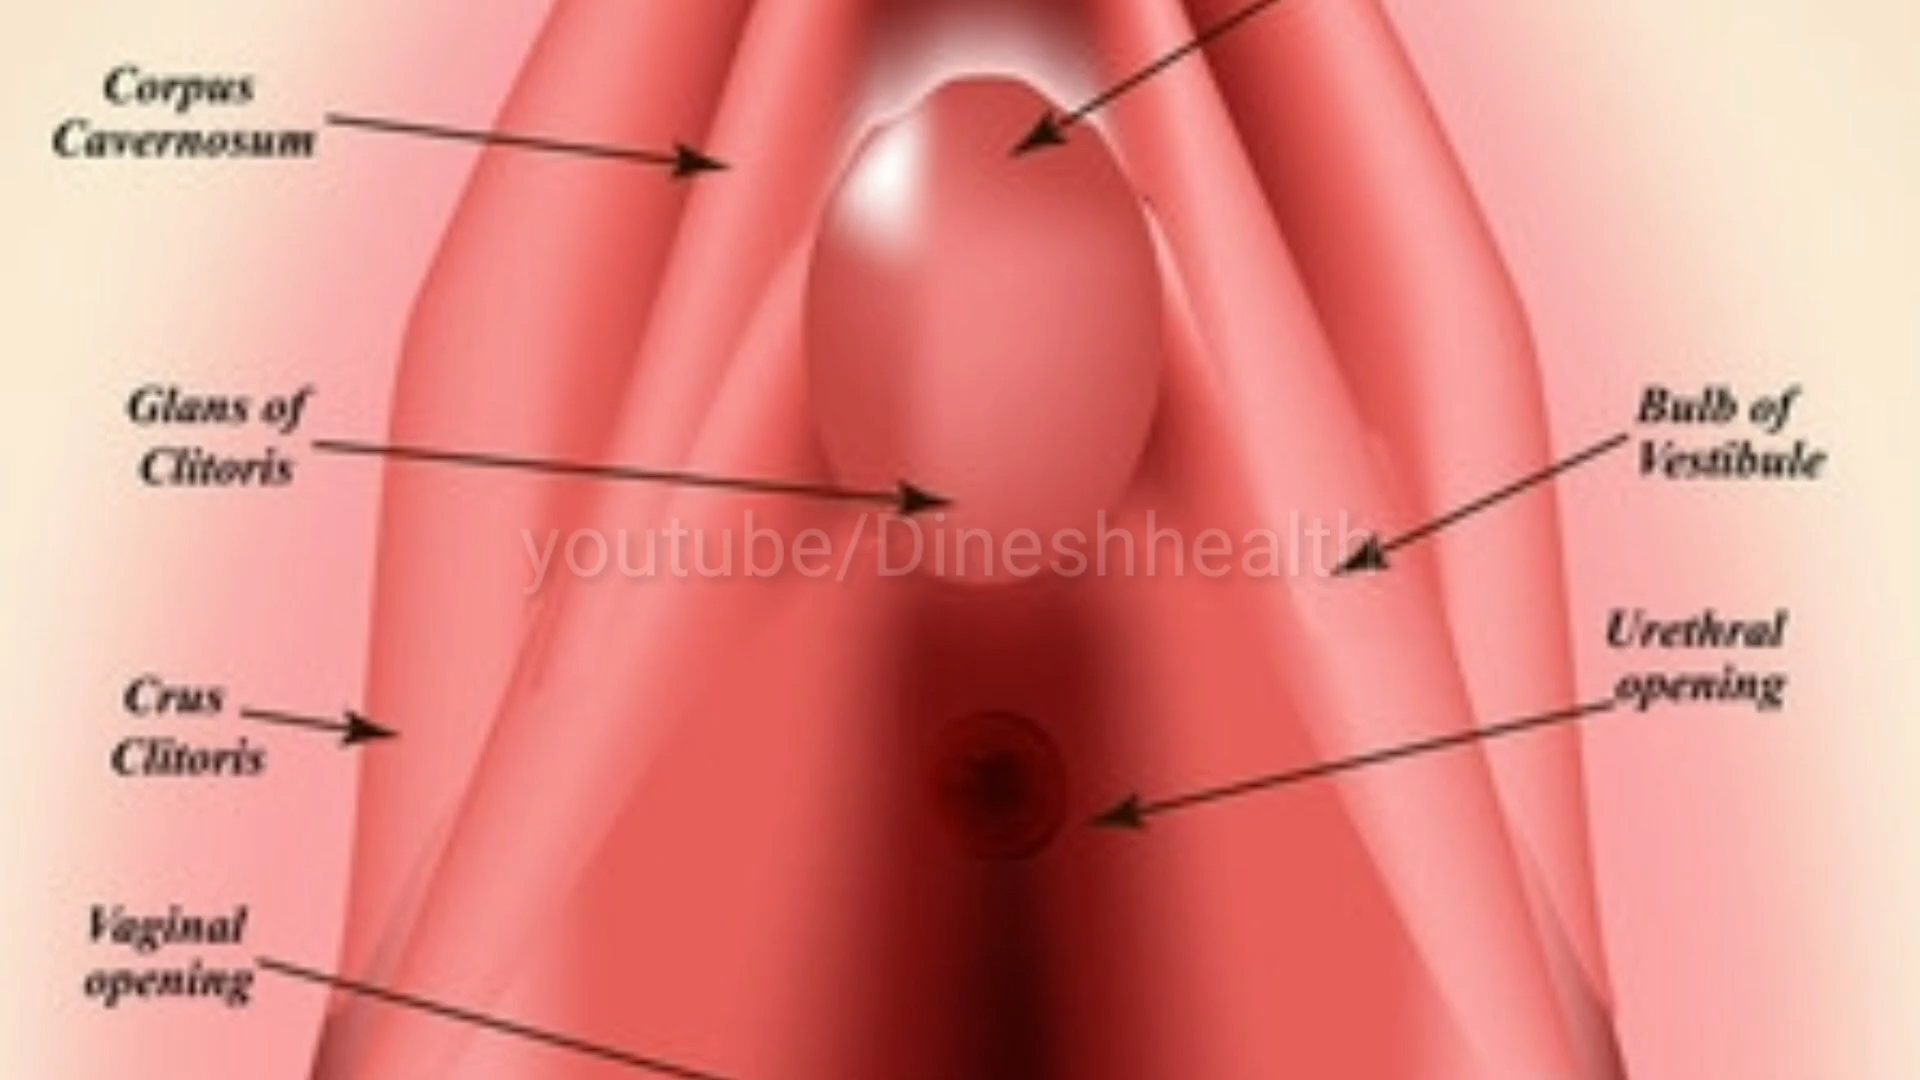 Corpus
Cavernosum
Glans of
Clitoris
Bulb of
Vestibule
youtube/Dineshhealth
Urethral
opening
Crus
Clitoris
Vaginal
opening